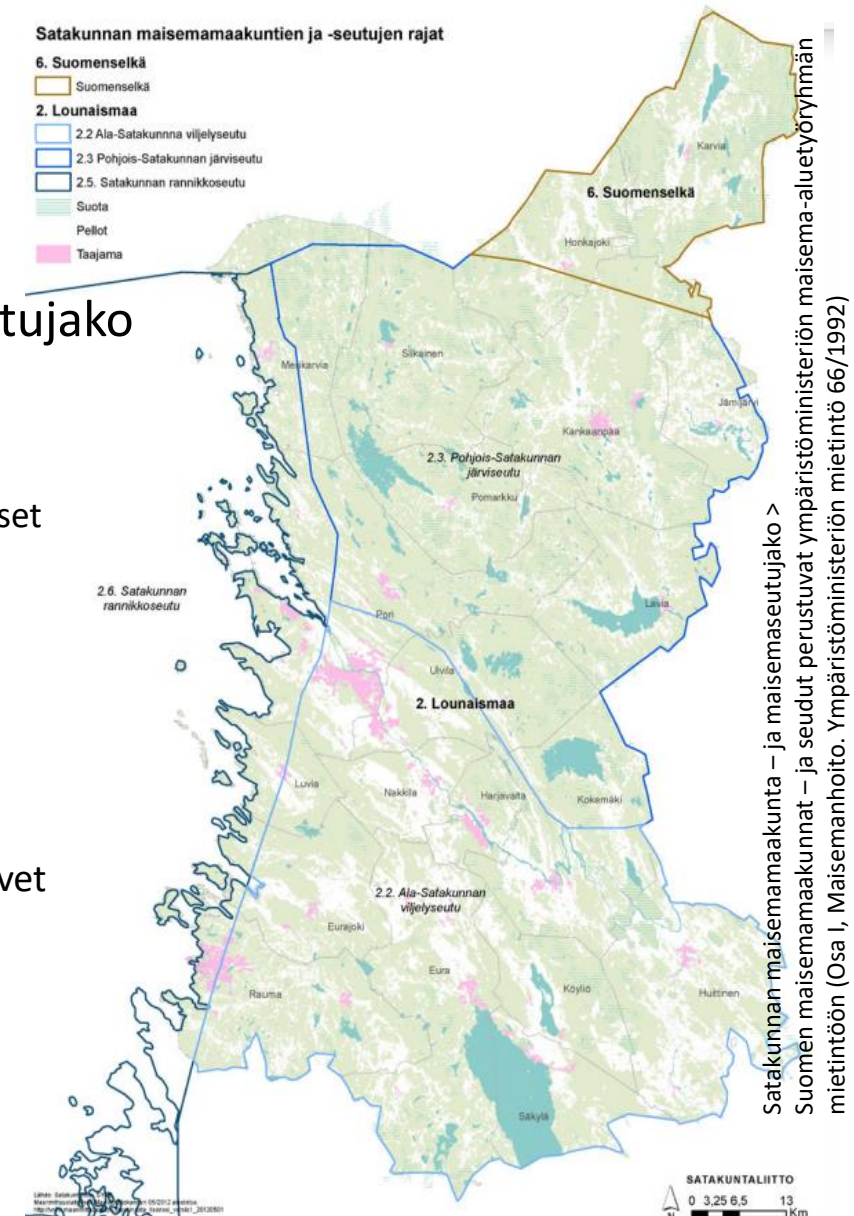 Satakunnan maisemamaakuntien ja -seutujen rajat
6. Suomenselkä
Suomenselkä
2. Lounaismaa
2.2 Ala-Satakunnna viljelyseutu
2.3 Pohjois-Satakunnan järviseutu
2.5. Satakunnan rannikkoseutu
Suota
Pellot
Taajama
tujako
set
vet
Karvia
6. Suomenselkä
Honkajoki
Merikarvia
Siikainen
Jämijärvi
Kankaanpää
2.3. Pohjois-Satakunnan
järviseutu
Pomarkku
2.6. Satakunnan
rannikkoseutu
Lavia
Pori
Ulvila
2. Lounaismaa
Luvia
Nakkila
Harjavalta
Kokemäki
2.2. Ala-Satakunnan
viljelyseutu
Eurajoki
Eura
Köyliö
Huittinen
Rauma
Säkylä
SATAKUNTALIITTO
0 3,25 6,5 13
Km
N
Satakunnan maisemamaakunta – ja maisemaseutujako >
Suomen maisemamaakunnat – ja seudut perustuvat ympäristöministeriön maisema-aluetyöryhmän
mietintöön (Osa I, Maisemanhoito. Ympäristöministeriön mietintö 66/1992)